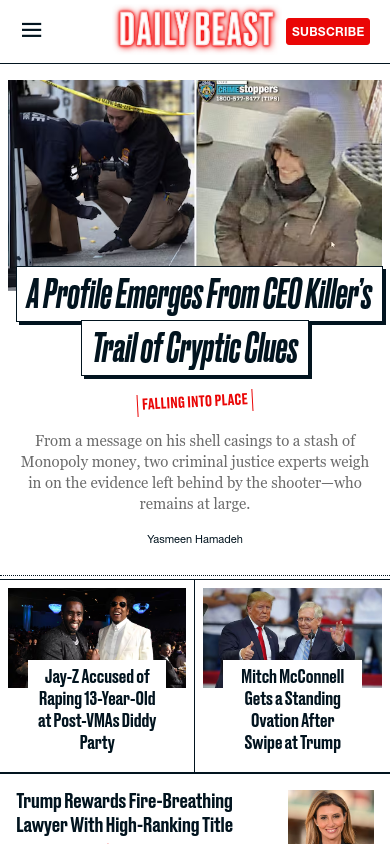 DAILY BEAST
SUBSCRIBE
CRIMESTOPPERS
1800-577-8477 (TIPS)
A Profile Emerges From CEO Killer's
Trail of Cryptic Clues
FALLING INTO PLACE
From a message on his shell casings to a stash of
Monopoly money, two criminal justice experts weigh
in on the evidence left behind by the shooter—who
remains at large.
Yasmeen Hamadeh
Jay-Z Accused of
Raping 13-Year-Old
at Post-VMAs Diddy
Party
Mitch McConnell
Gets a Standing
Ovation After
Swipe at Trump
Trump Rewards Fire-Breathing
Lawyer With High-Ranking Title